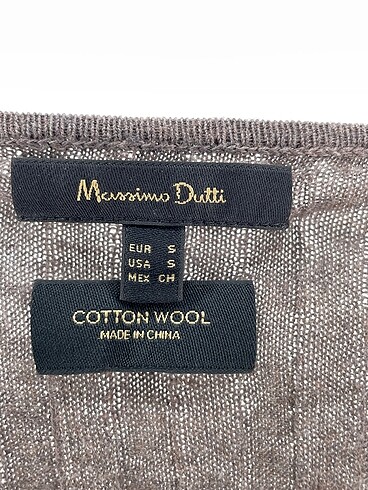 Massimo Dutti
EUR S
USA S
MEX CH
COTTON WOOL
MADE IN CHINA